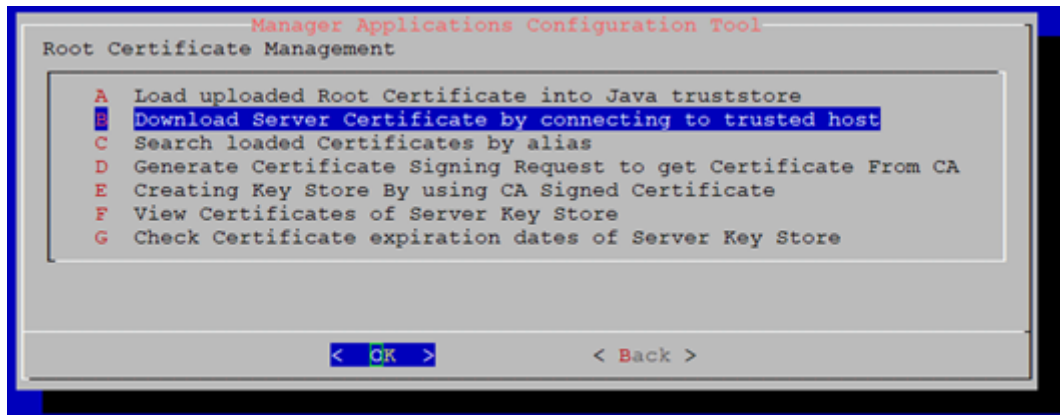 Manager Applications Configuration Tool
Root Certificate Management
A Load uploaded Root Certificate into Java truststore
B Download Server Certificate by connecting to trusted host
C Search loaded Certificates by alias
D Generate Certificate Signing Request to get Certificate From CA
E Creating Key Store By using CA Signed Certificate
F View Certificates of Server Key Store
G Check Certificate expiration dates of Server Key Store
< OK > < Back >